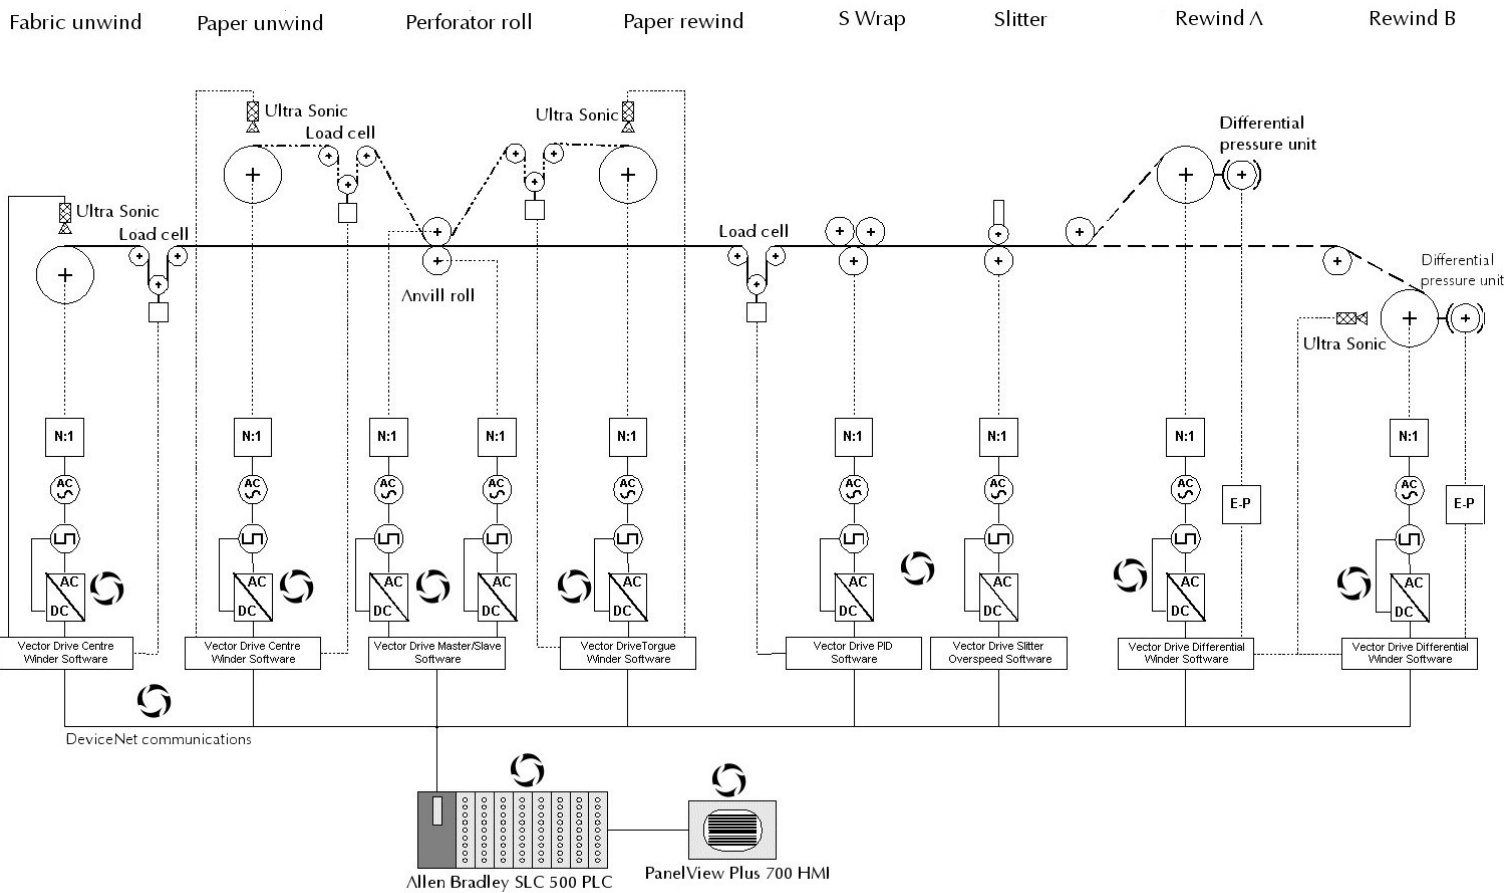 Fabric unwind
Paper unwind
Perforator roll
Paper rewind
S Wrap
Slitter
Rewind A
Rewind B
Ultra Sonic
Load cell
Ultra Sonic
Differential
pressure unit
Ultra Sonic
Load cell
Load cell
Anvill roll
Differential
pressure unit
Ultra Sonic
N:1
N:1
N:1
N:1
N:1
N:1
N:1
N:1
N:1
AC
AC
AC
AC
AC
AC
AC
AC
AC
E-P
E-P
AC
DC
AC
DC
AC
DC
AC
DC
AC
DC
AC
DC
AC
DC
AC
DC
AC
DC
Vector Drive Centre
Winder Software
Vector Drive Centre
Winder Software
Vector Drive Master/Slave
Software
Vector DriveTorgue
Winder Software
Vector Drive PID
Software
Vector Drive Slitter
Overspeed Software
Vector Drive Differential
Winder Software
Vector Drive Differential
Winder Software
DeviceNet communications
Allen Bradley SLC 500 PLC
PanelView Plus 700 HMI